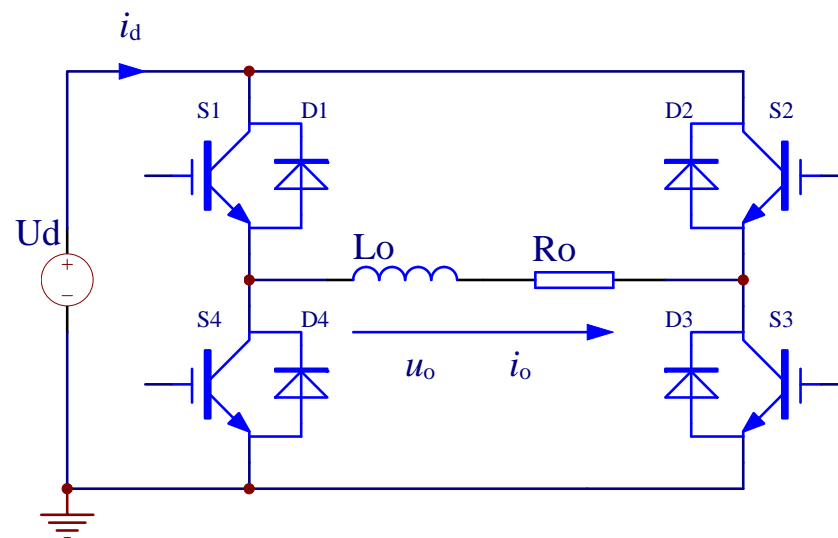 id
S1 D1 D2 S2
Ud
+
−
Lo Ro
S4 D4 D3 S3
uo io